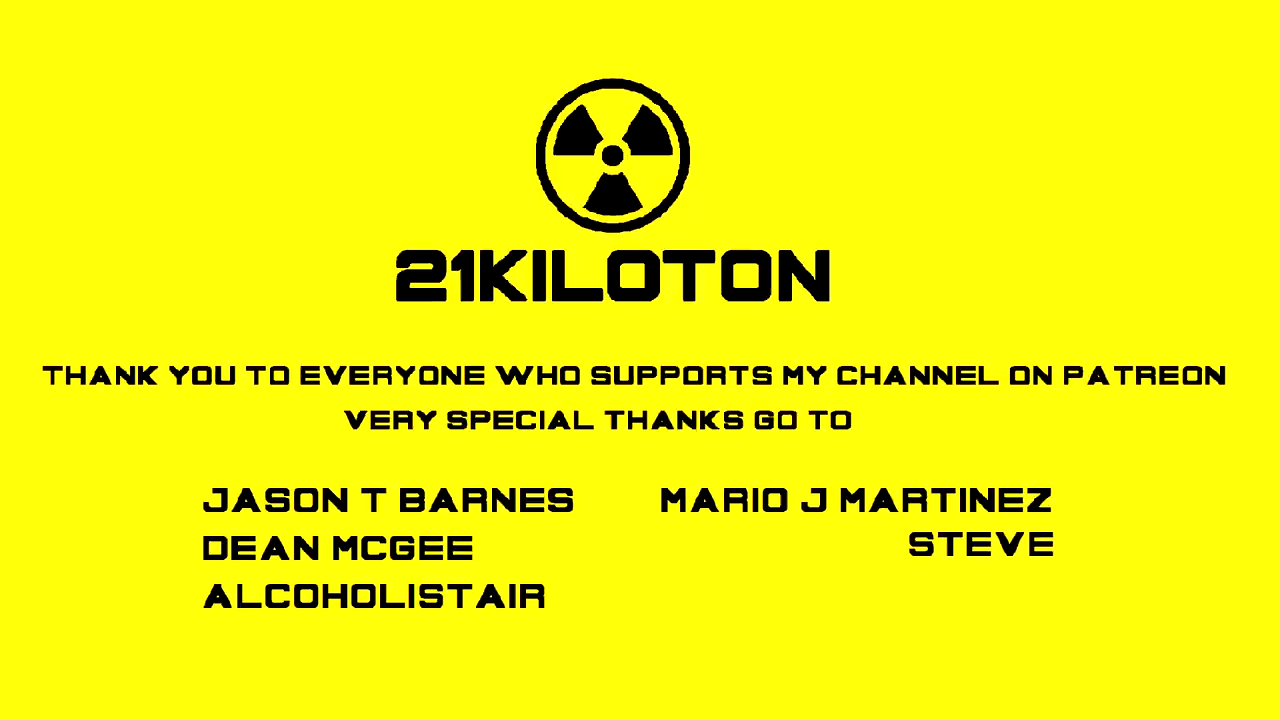 21KILOTON
THANK YOU TO EVERYONE WHO SUPPORTS MY CHANNEL ON PATREON
VERY SPECIAL THANKS GO TO
JASON T BARNES
DEAN MCGEE
ALCOHOLISTAIR
MARIO J MARTINEZ
STEVE